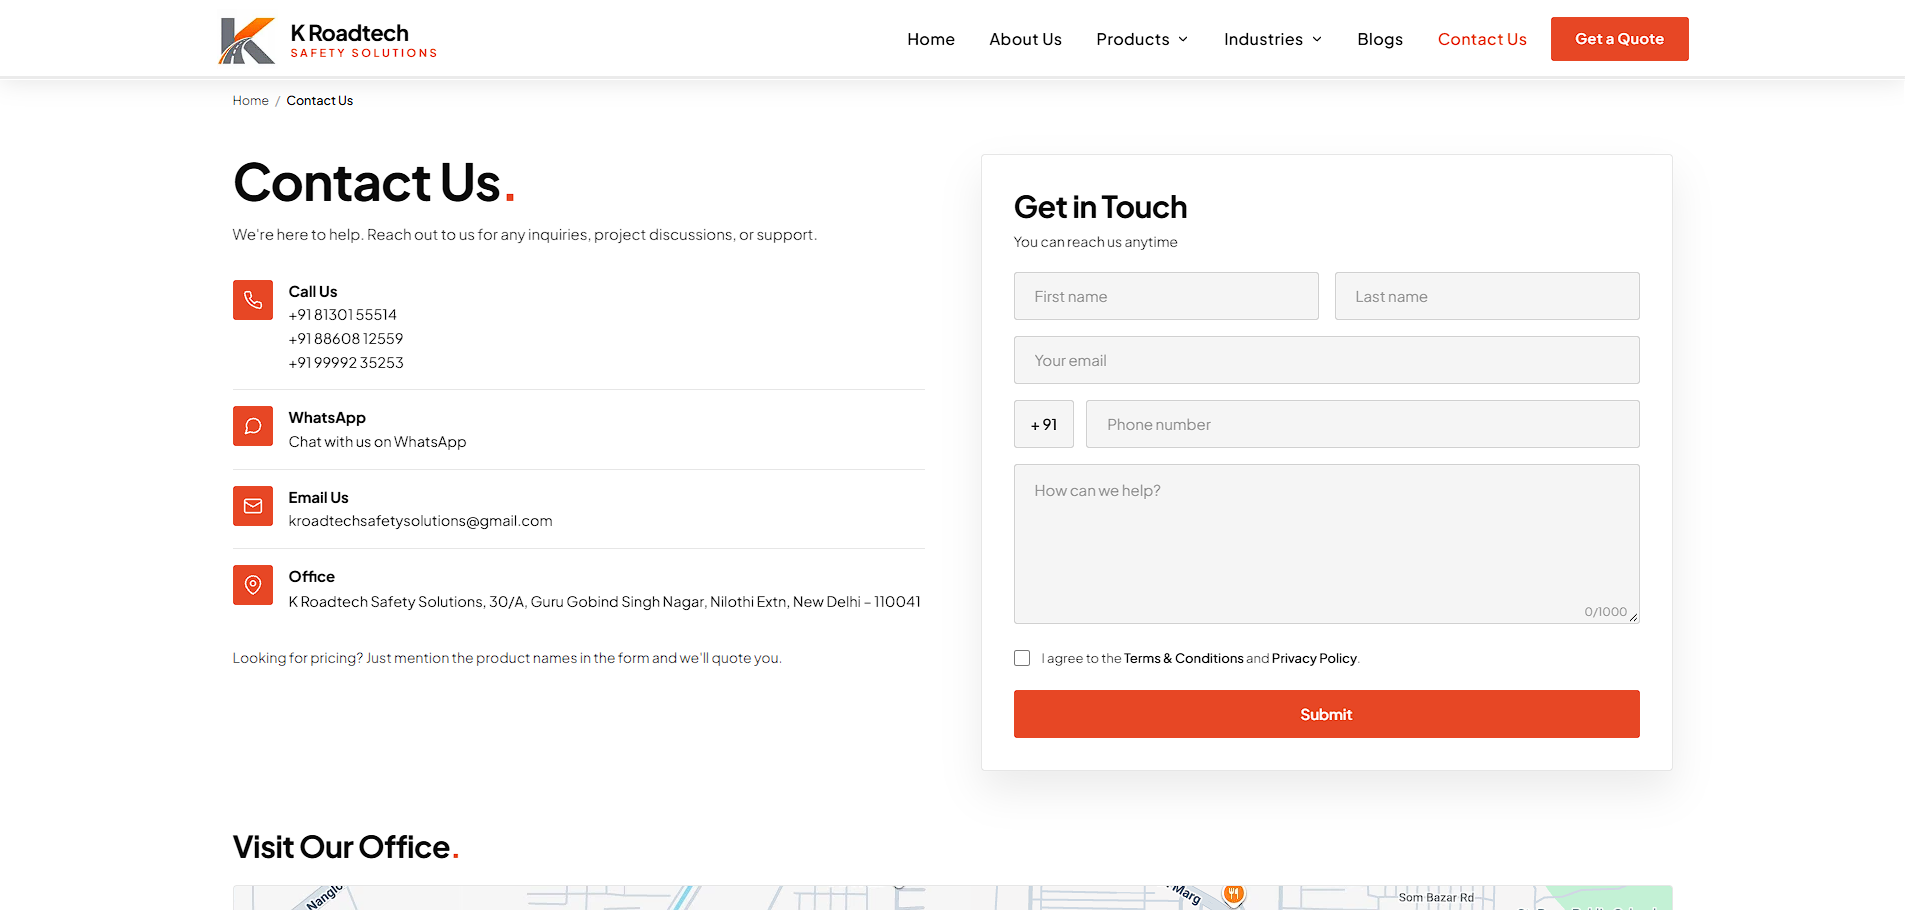 K Roadtech
SAFETY SOLUTIONS
Home
About Us
Products
Industries
Blogs
Contact Us
Get a Quote
Home / Contact Us
Contact Us.
We're here to help. Reach out to us for any inquiries, project discussions, or support.
Call Us
+91 81301 55514
+91 88608 12559
+91 99992 35253
WhatsApp
Chat with us on WhatsApp
Email Us
kroadtechsafetysolutions@gmail.com
Office
K Roadtech Safety Solutions, 30/A, Guru Gobind Singh Nagar, Nilothi Extn, New Delhi – 110041
Looking for pricing? Just mention the product names in the form and we'll quote you.
Get in Touch
You can reach us anytime
First name
Last name
Your email
+ 91
Phone number
How can we help?
0/1000
I agree to the Terms & Conditions and Privacy Policy.
Submit
Visit Our Office.
Marg
Som Bazar Rd